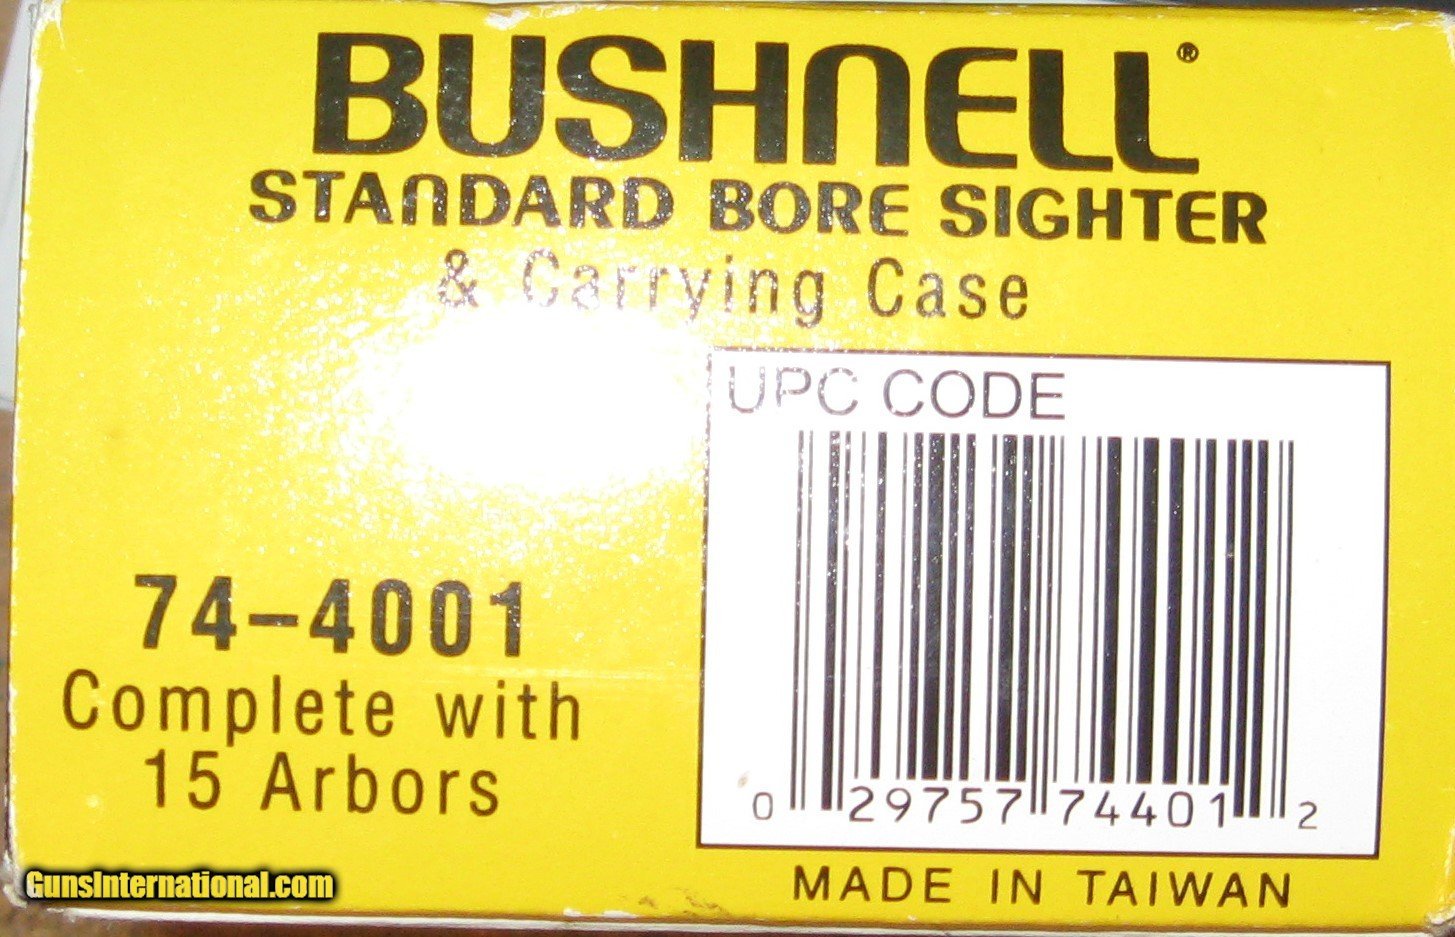 BUSHNELL®
STANDARD BORE SIGHTER
& Carrying Case
UPC CODE
74-4001
Complete with
15 Arbors
0 29757 74401 2
MADE IN TAIWAN
GunsInternational.com